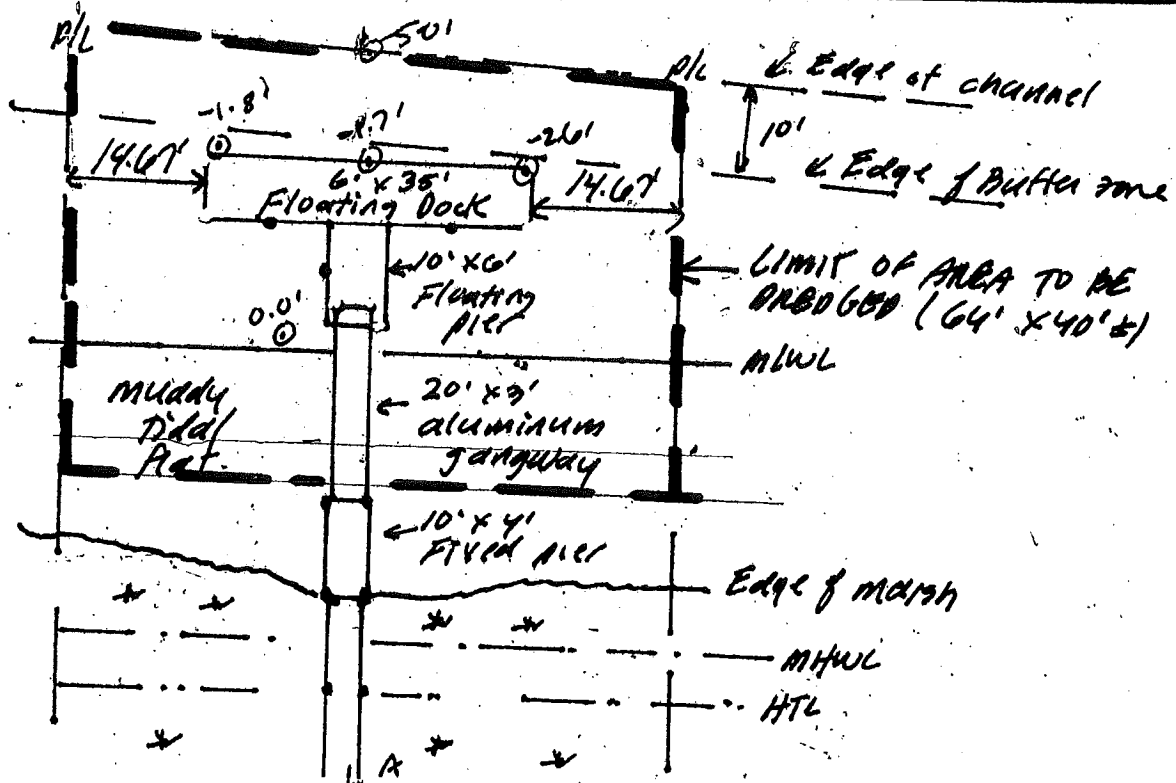 P/L
5.0'
P/L
Edge of channel
10'
-1.8'
-2.6'
14.67'
14.67'
Edge of Buffer zone
6' x 35'
Floating Dock
10' x 6'
Floating
pier
LIMIT OF AREA TO BE
DREDGED (64' x 40' ±)
0.0'
MLWL
muddy
Tidal
flat.
20' x 3'
aluminum
gangway
10' x 4'
Fixed pier
Edge of marsh
MHWL
HTL
A